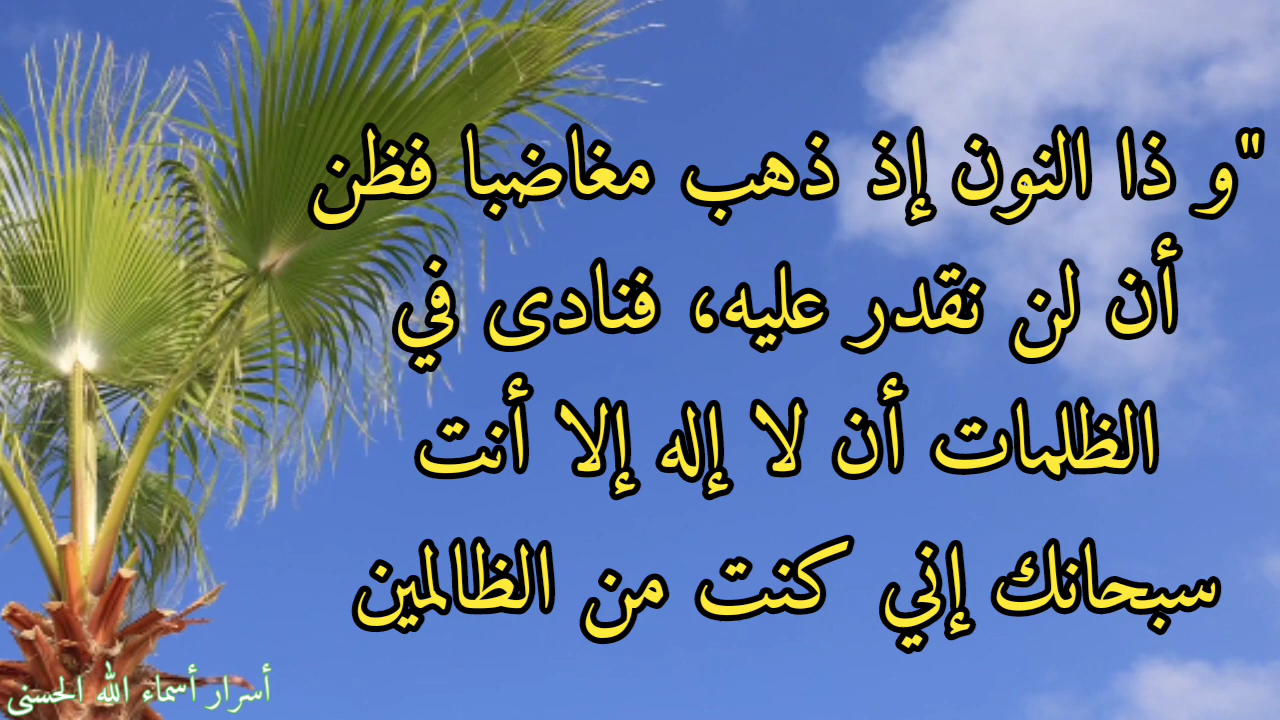 "و ذا النون إذ ذهب مغاضبا فظن
أن لن نقدر عليه، فنادى في
الظلمات أن لا إله إلا أنت
سبحانك إني كنت من الظالمين
أسرار أسماء الله الحسنى